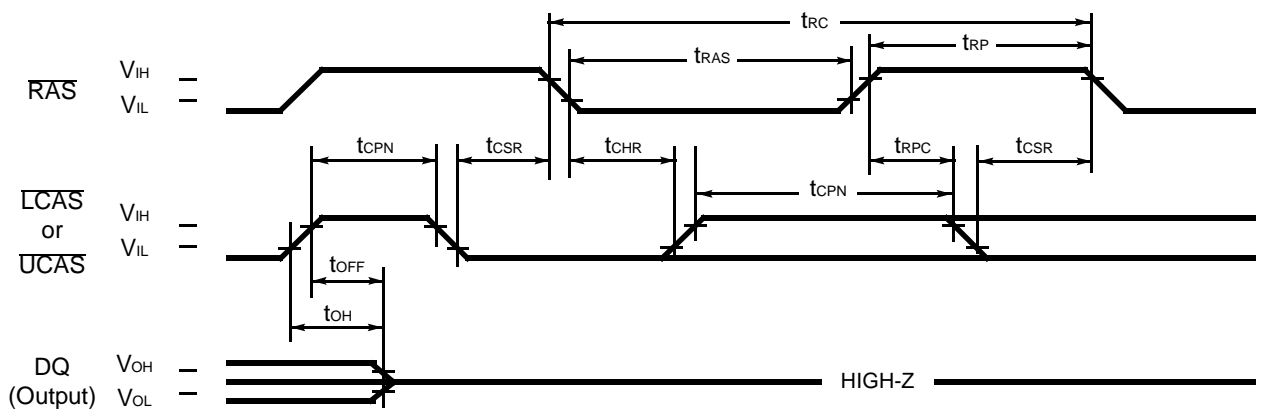 tRC
tRAS
tRP
RAS
VIH
VIL
tCPN
tCSR
tCHR
tRPC
tCSR
tCPN
LCAS
or
UCAS
VIH
VIL
tOFF
tOH
DQ
(Output)
VOH
VOL
HIGH-Z